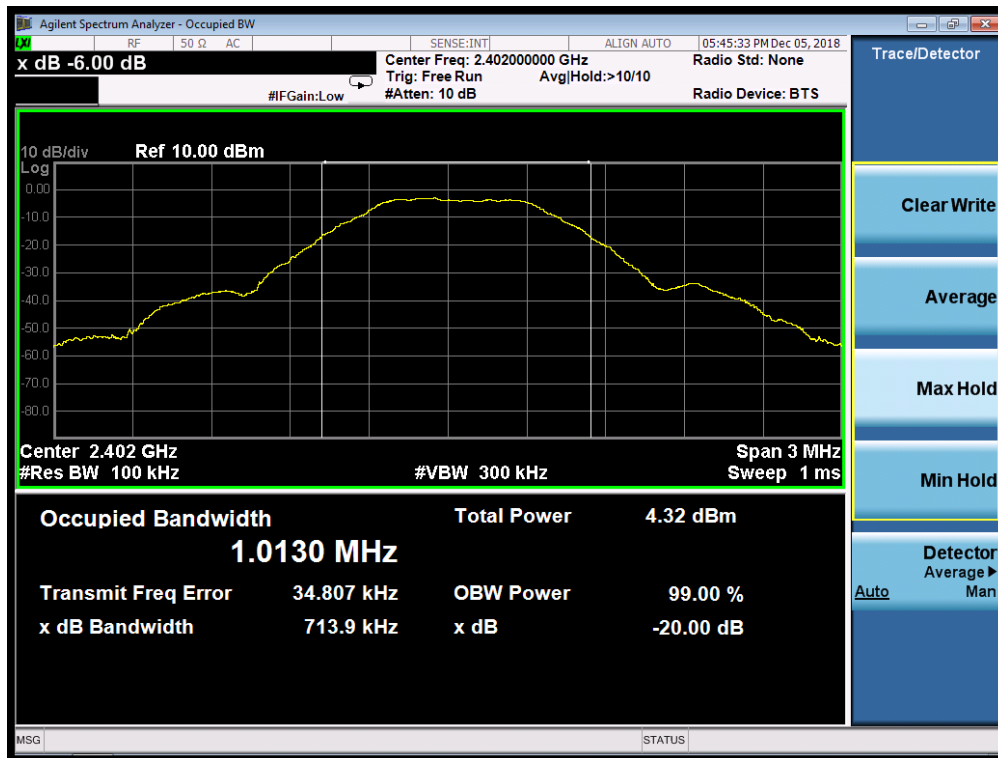 Agilent Spectrum Analyzer - Occupied BW
LXI RF 50 Ω AC SENSE:INT ALIGN AUTO 05:45:33 PM Dec 05, 2018
x dB -6.00 dB
Center Freq: 2.402000000 GHz
Radio Std: None
Trig: Free Run Avg|Hold:>10/10
#IFGain:Low
#Atten: 10 dB
Radio Device: BTS
10 dB/div Ref 10.00 dBm
Log
0.00
-10.0
-20.0
-30.0
-40.0
-50.0
-60.0
-70.0
-80.0
Center 2.402 GHz
Span 3 MHz
#Res BW 100 kHz
#VBW 300 kHz
Sweep 1 ms
Occupied Bandwidth
Total Power 4.32 dBm
1.0130 MHz
Transmit Freq Error 34.807 kHz
OBW Power 99.00 %
x dB Bandwidth 713.9 kHz
x dB -20.00 dB
MSG
STATUS
Trace/Detector
Clear Write
Average
Max Hold
Min Hold
Detector
Average
Auto Man